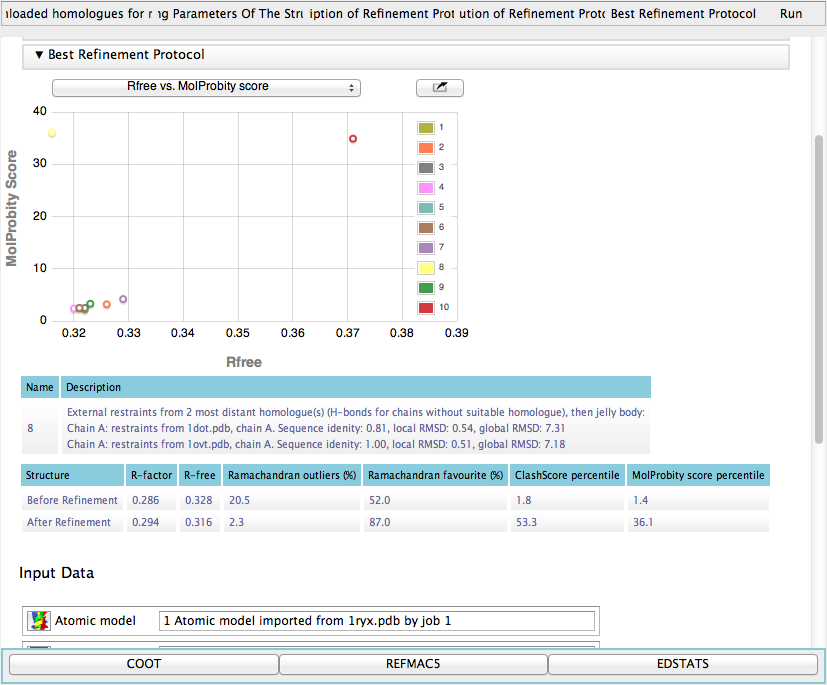 nloaded homologues for r
ng Parameters Of The Stru
iption of Refinement Prot
ution of Refinement Proto
Best Refinement Protocol
Run
▼ Best Refinement Protocol
Rfree vs. MolProbity score
MolProbity Score
40
30
20
10
0
0.32 0.33 0.34 0.35 0.36 0.37 0.38 0.39
Rfree
1
2
3
4
5
6
7
8
9
10
Name Description
8
External restraints from 2 most distant homologue(s) (H-bonds for chains without suitable homologue), then jelly body:
Chain A: restraints from 1dot.pdb, chain A. Sequence idenity: 0.81, local RMSD: 0.54, global RMSD: 7.31
Chain A: restraints from 1ovt.pdb, chain A. Sequence idenity: 1.00, local RMSD: 0.51, global RMSD: 7.18
Structure R-factor R-free Ramachandran outliers (%) Ramachandran favourite (%) ClashScore percentile MolProbity score percentile
Before Refinement 0.286 0.328 20.5 52.0 1.8 1.4
After Refinement 0.294 0.316 2.3 87.0 53.3 36.1
Input Data
Atomic model 1 Atomic model imported from 1ryx.pdb by job 1
COOT REFMAC5 EDSTATS